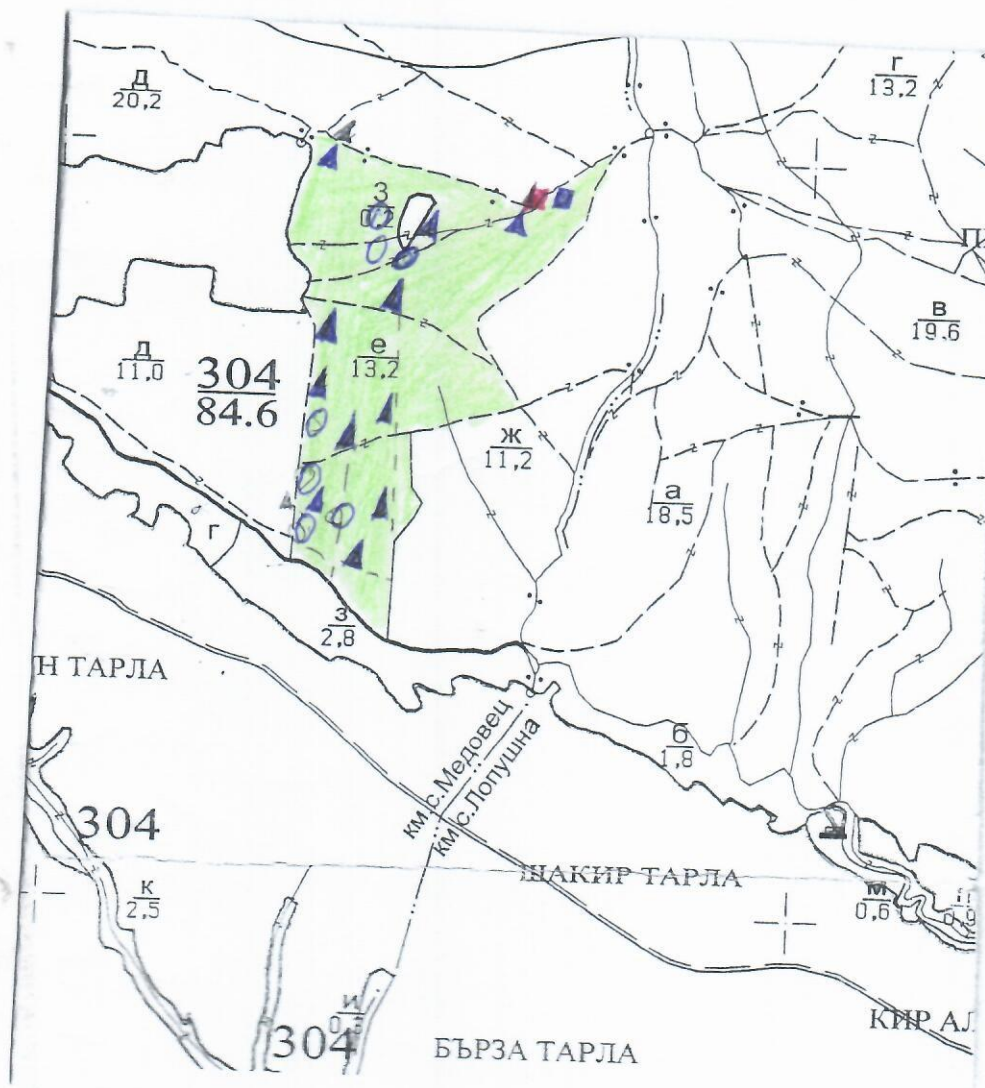 д
20,2
г
13,2
3
0,2
в
19,6
д
11,0
304
84.6
е
13,2
ж
11,2
а
18,5
г
з
2,8
Н ТАРЛА
км с.Медовец
км с.Лопушна
б
1,8
304
к
2,5
ШАКИР ТАРЛА
м
0,6
и
304
БЪРЗА ТАРЛА
КИР АЛ